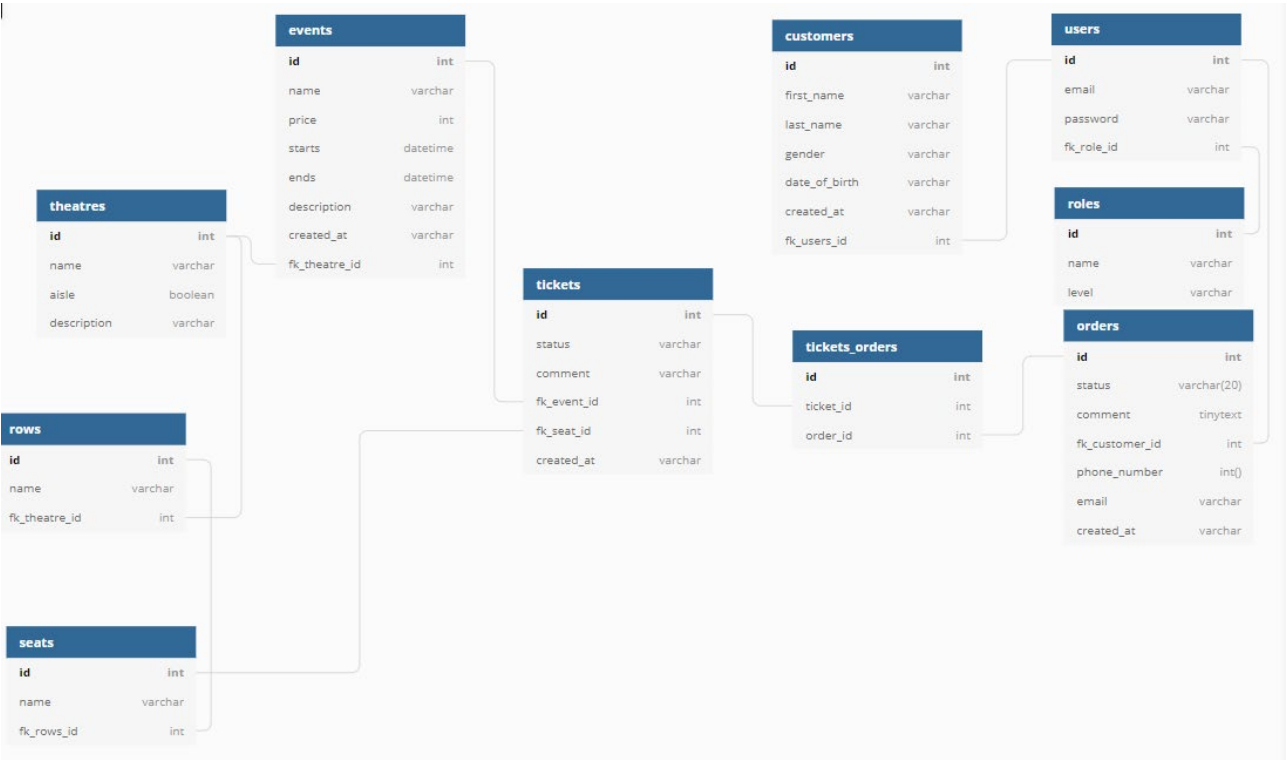 events
id int
name varchar
price int
starts datetime
ends datetime
description varchar
created_at varchar
fk_theatre_id int
customers
id int
first_name varchar
last_name varchar
gender varchar
date_of_birth varchar
created_at varchar
fk_users_id int
users
id int
email varchar
password varchar
fk_role_id int
theatres
id int
name varchar
aisle boolean
description varchar
roles
id int
name varchar
level varchar
tickets
id int
status varchar
comment varchar
fk_event_id int
fk_seat_id int
created_at varchar
tickets_orders
id int
ticket_id int
order_id int
orders
id int
status varchar(20)
comment tinytext
fk_customer_id int
phone_number int()
email varchar
created_at varchar
rows
id int
name varchar
fk_theatre_id int
seats
id int
name varchar
fk_rows_id int